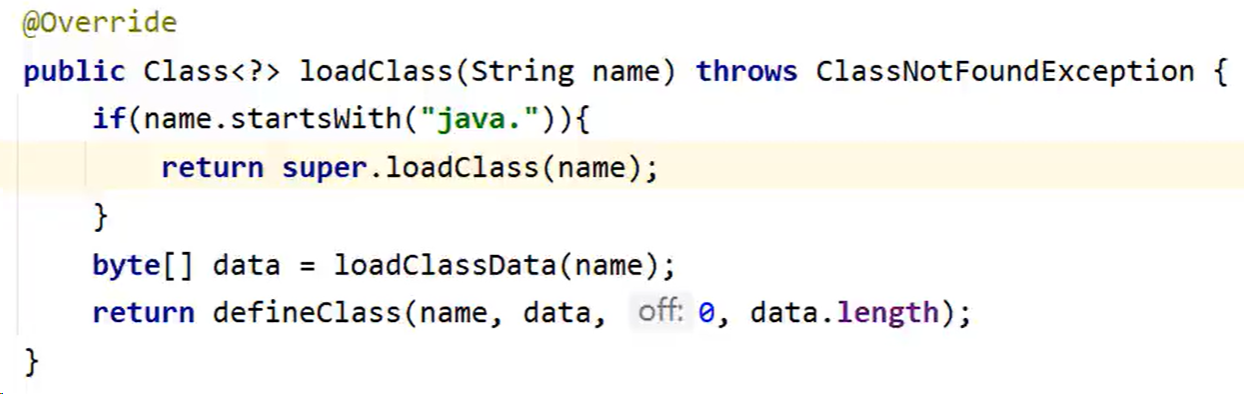 @Override
public Class<?> loadClass(String name) throws ClassNotFoundException {
if(name.startsWith("java.")){
return super.loadClass(name);
}
byte[] data = loadClassData(name);
return defineClass(name, data, off: 0, data.length);
}